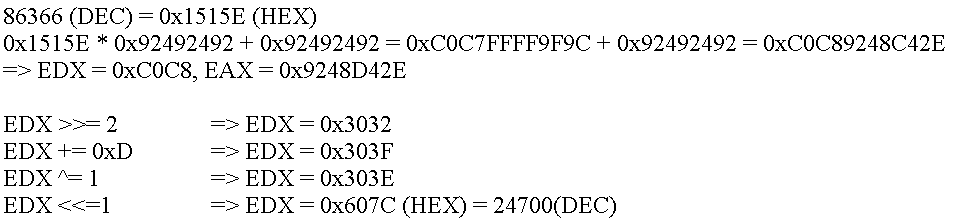 86366 (DEC) = 0x1515E (HEX)
0x1515E * 0x92492492 + 0x92492492 = 0xC0C7FFFF9F9C + 0x92492492 = 0xC0C89248C42E
=> EDX = 0xC0C8, EAX = 0x9248D42E
EDX >>= 2 => EDX = 0x3032
EDX += 0xD => EDX = 0x303F
EDX ^= 1 => EDX = 0x303E
EDX <<=1 => EDX = 0x607C (HEX) = 24700(DEC)